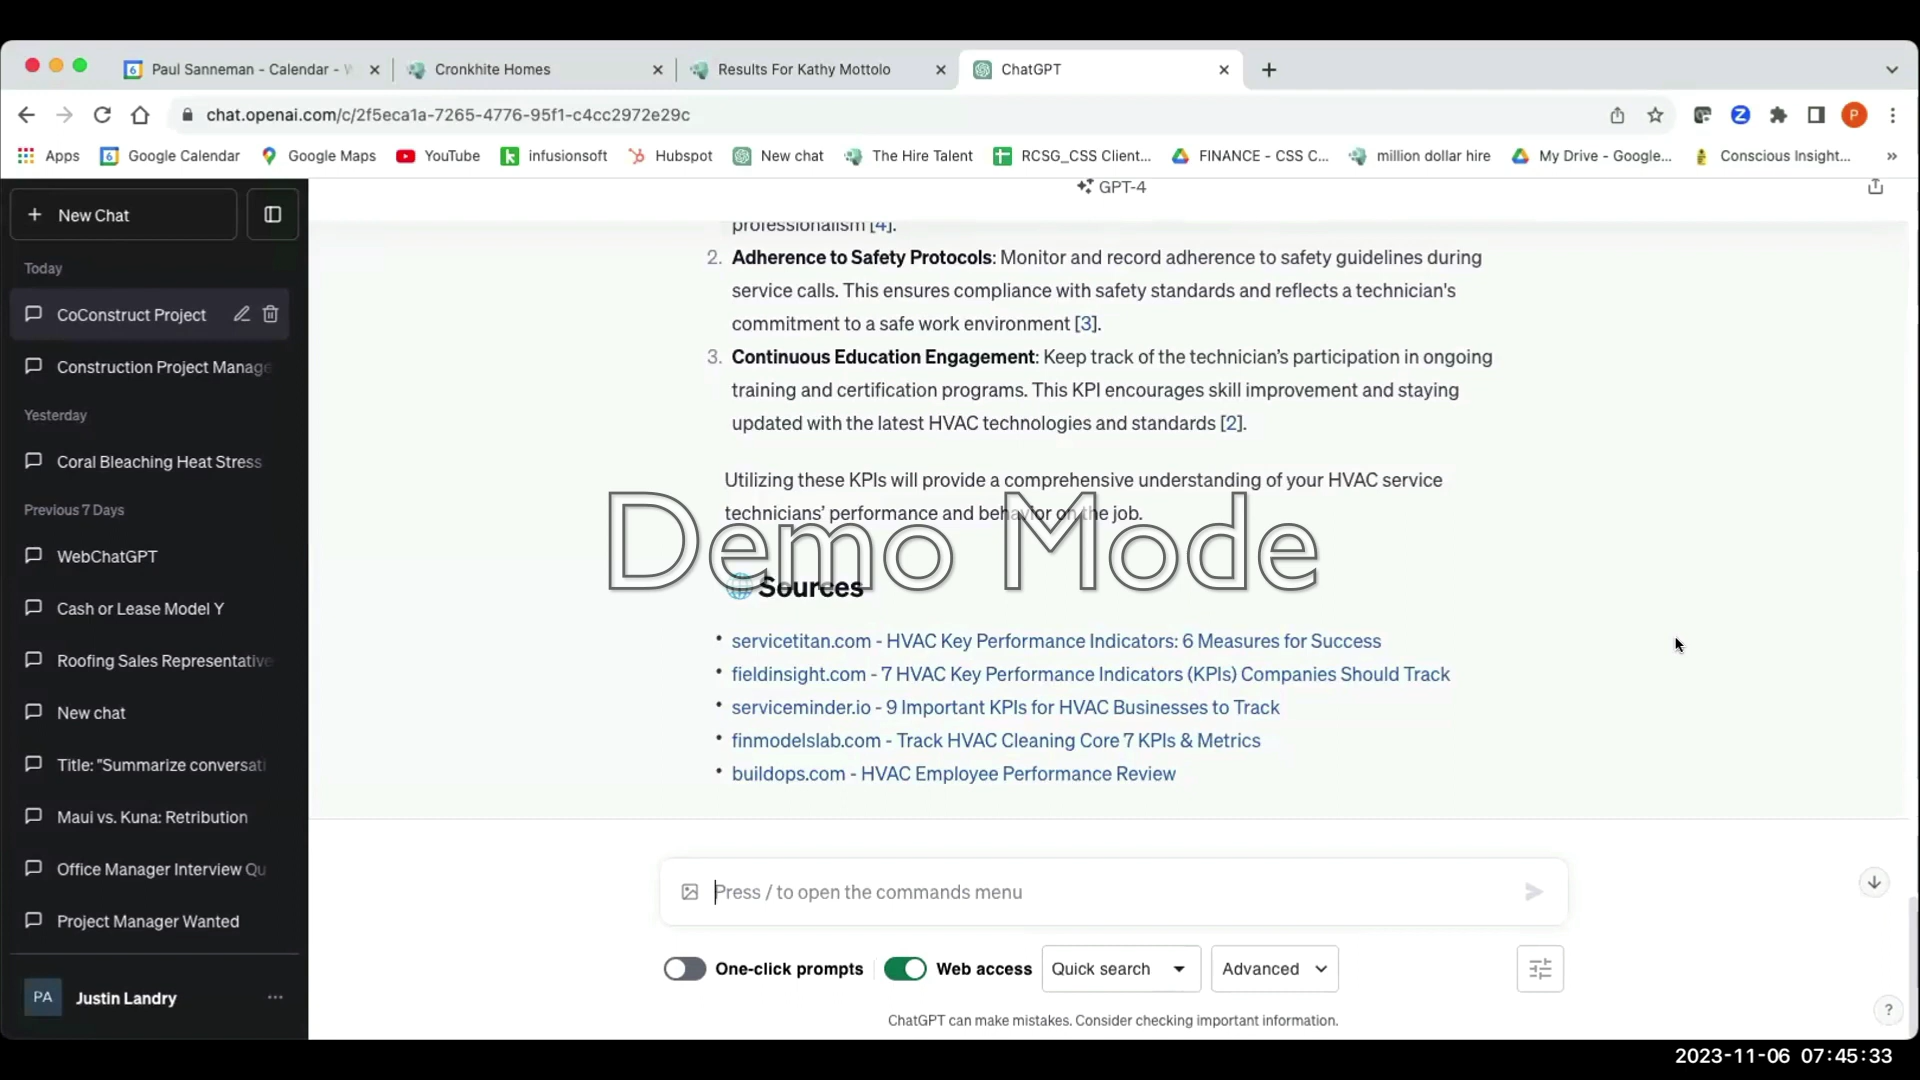 Paul Sanneman - Calendar - W
Cronkhite Homes
Results For Kathy Mottolo
ChatGPT
chat.openai.com/c/2f5eca1a-7265-4776-95f1-c4cc2972e29c
P
Apps
Google Calendar
Google Maps
YouTube
infusionsoft
Hubspot
New chat
The Hire Talent
RCSG_CSS Client...
FINANCE - CSS C...
million dollar hire
My Drive - Google...
Conscious Insight...
»
New Chat
Today
CoConstruct Project
Construction Project Manage
Yesterday
Coral Bleaching Heat Stress
Previous 7 Days
WebChatGPT
Cash or Lease Model Y
Roofing Sales Representative
New chat
Title: "Summarize conversati
Maui vs. Kuna: Retribution
Office Manager Interview Qu
Project Manager Wanted
PA
Justin Landry
GPT-4
professionalism [4].
2. Adherence to Safety Protocols: Monitor and record adherence to safety guidelines during
service calls. This ensures compliance with safety standards and reflects a technician's
commitment to a safe work environment [3].
3. Continuous Education Engagement: Keep track of the technician's participation in ongoing
training and certification programs. This KPI encourages skill improvement and staying
updated with the latest HVAC technologies and standards [2].
Utilizing these KPIs will provide a comprehensive understanding of your HVAC service
technicians' performance and behavior on the job.
Demo Mode
Sources
• servicetitan.com - HVAC Key Performance Indicators: 6 Measures for Success
• fieldinsight.com - 7 HVAC Key Performance Indicators (KPIs) Companies Should Track
• serviceminder.io - 9 Important KPIs for HVAC Businesses to Track
• finmodelslab.com - Track HVAC Cleaning Core 7 KPIs & Metrics
• buildops.com - HVAC Employee Performance Review
Press / to open the commands menu
One-click prompts
Web access
Quick search
Advanced
?
ChatGPT can make mistakes. Consider checking important information.
2023-11-06 07:45:33